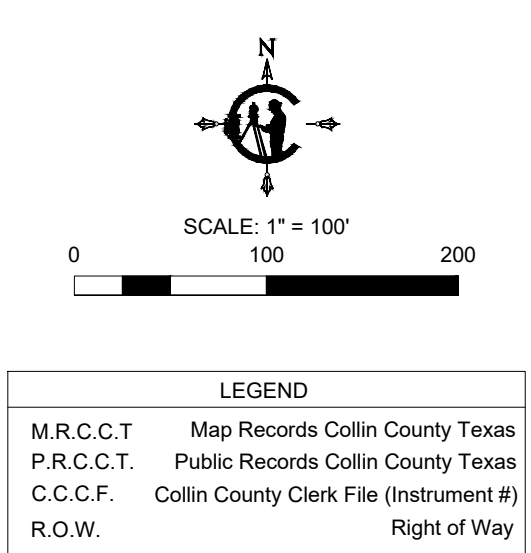 N
SCALE: 1" = 100'
0 100 200
LEGEND
M.R.C.C.T Map Records Collin County Texas
P.R.C.C.T. Public Records Collin County Texas
C.C.C.F. Collin County Clerk File (Instrument #)
R.O.W. Right of Way